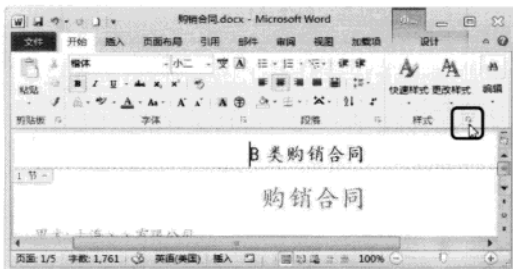 购销合同.docx - Microsoft Word
文件 开始 插入 页面布局 引用 邮件 审阅 视图 加载项 设计
粘贴 楷体 小二 快速样式 更改样式 编辑
剪贴板 字体 段落 样式
B 类购销合同
1 节
购销合同
页面: 1/5 字数: 1,761 英语(美国) 插入 100%